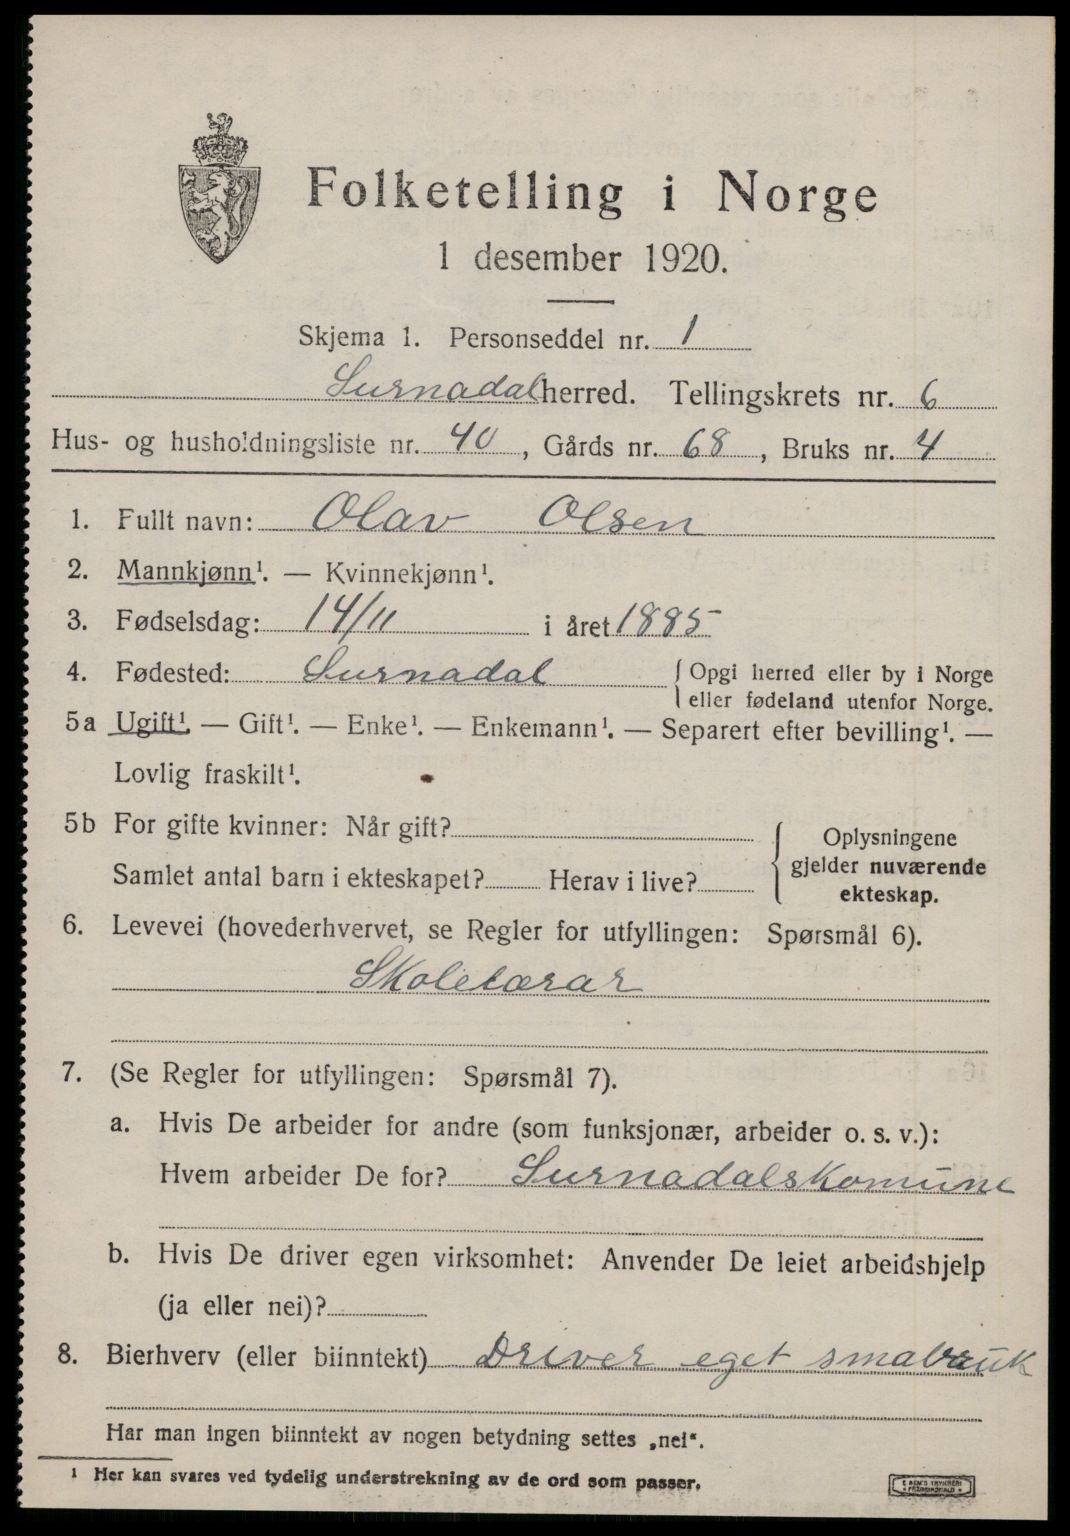 Folketelling i Norge
1 desember 1920.
Skjema 1. Personseddel nr. 1
Surnadal herred. Tellingskrets nr. 6
Hus- og husholdningsliste nr. 40, Gårds nr. 68, Bruks nr. 4
1. Fullt navn: Olav Olsen
2. Mannkjønn¹. — Kvinnekjønn¹.
3. Fødselsdag: 14/11 i året 1885
4. Fødested: Surnadal { Opgi herred eller by i Norge
eller fødeland utenfor Norge.
5a Ugift¹. — Gift¹. — Enke¹. — Enkemann¹. — Separert efter bevilling¹. —
Lovlig fraskilt¹.
5b For gifte kvinner: Når gift? { Oplysningene
gjelder nuværende
Samlet antal barn i ekteskapet? Herav i live?
ekteskap.
6. Levevei (hovederhvervet, se Regler for utfyllingen: Spørsmål 6).
Skolelærar
7. (Se Regler for utfyllingen: Spørsmål 7).
a. Hvis De arbeider for andre (som funksjonær, arbeider o. s. v.):
Hvem arbeider De for? Surnadalskomune
b. Hvis De driver egen virksomhet: Anvender De leiet arbeidshjelp
(ja eller nei)?
8. Bierhverv (eller biinntekt) Driver eget smabruk
Har man ingen biinntekt av nogen betydning settes „nei“.
¹ Her kan svares ved tydelig understrekning av de ord som passer.